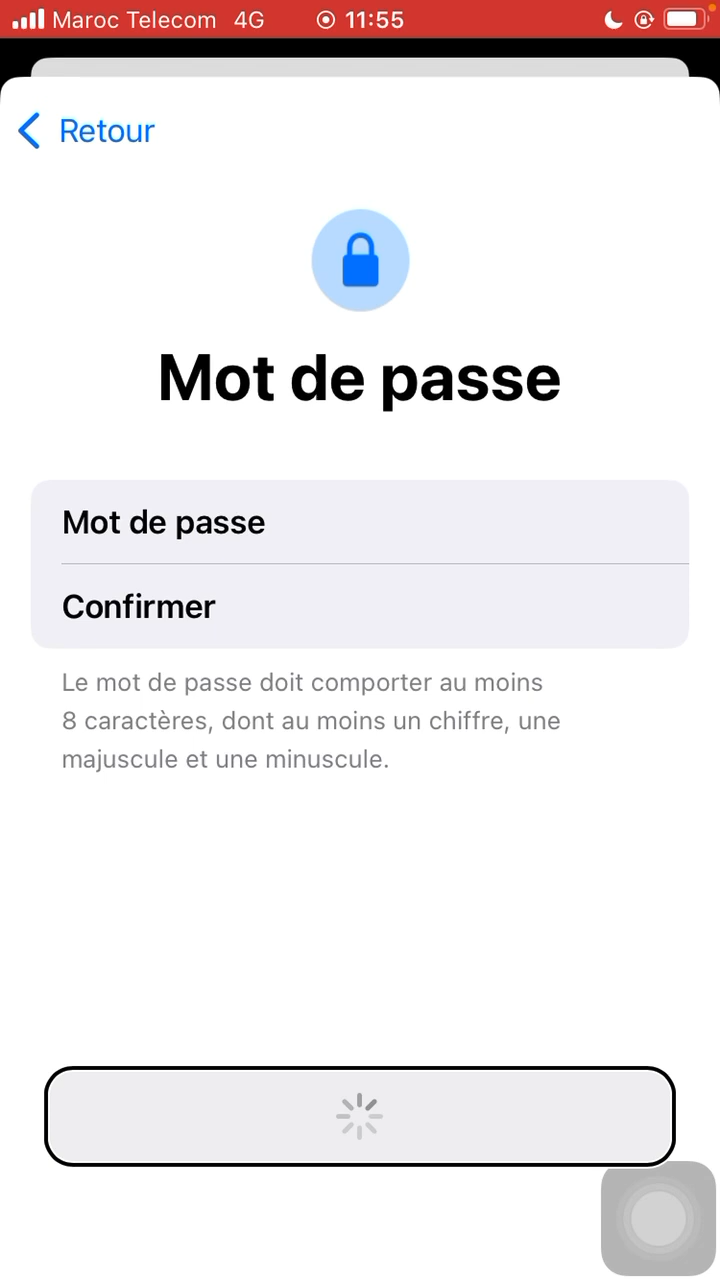 Maroc Telecom 4G 11:55
Retour
Mot de passe
Mot de passe
Confirmer
Le mot de passe doit comporter au moins
8 caractères, dont au moins un chiffre, une
majuscule et une minuscule.